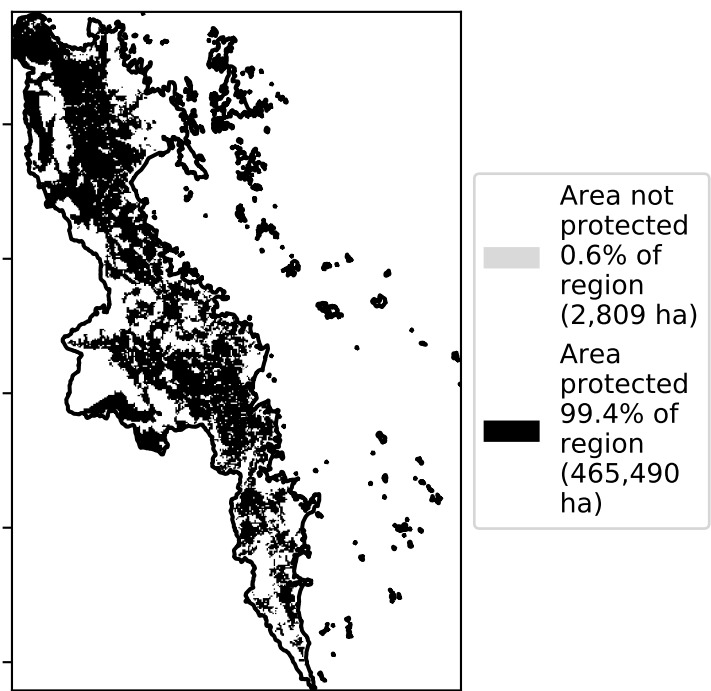 Area not
protected
0.6% of
region
(2,809 ha)
Area
protected
99.4% of
region
(465,490
ha)